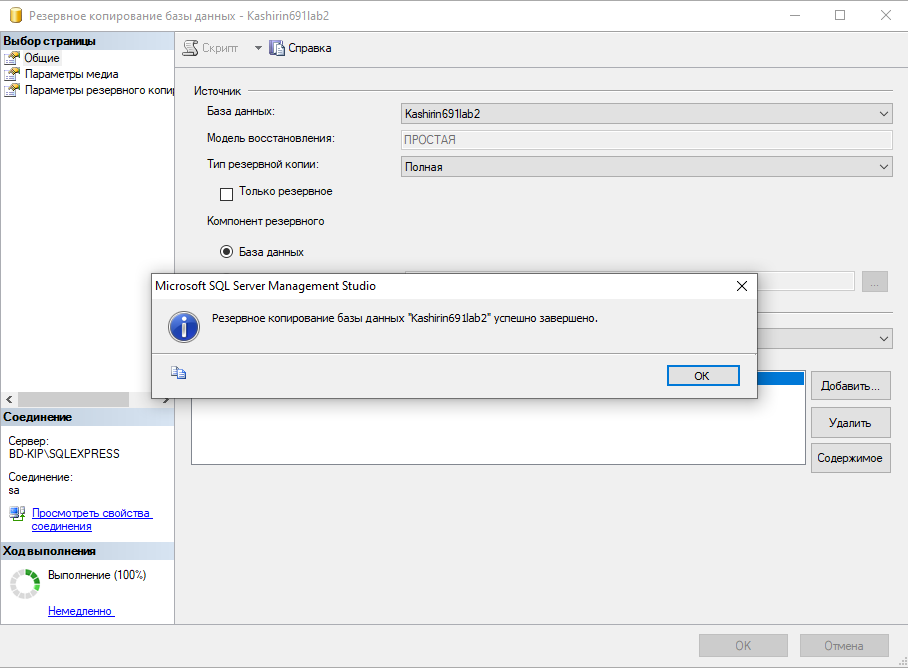 Резервное копирование базы данных - Kashirin691lab2
Выбор страницы
Общие
Параметры медиа
Параметры резервного копи
Скрипт
Справка
Источник
База данных:
Kashirin691lab2
Модель восстановления:
ПРОСТАЯ
Тип резервной копии:
Полная
Только резервное
Компонент резервного
База данных
...
Microsoft SQL Server Management Studio
Резервное копирование базы данных "Kashirin691lab2" успешно завершено.
OK
Добавить...
Удалить
Содержимое
Соединение
Сервер:
BD-KIP\SQLEXPRESS
Соединение:
sa
Просмотреть свойства
соединения
Ход выполнения
Выполнение (100%)
Немедленно
OK
Отмена